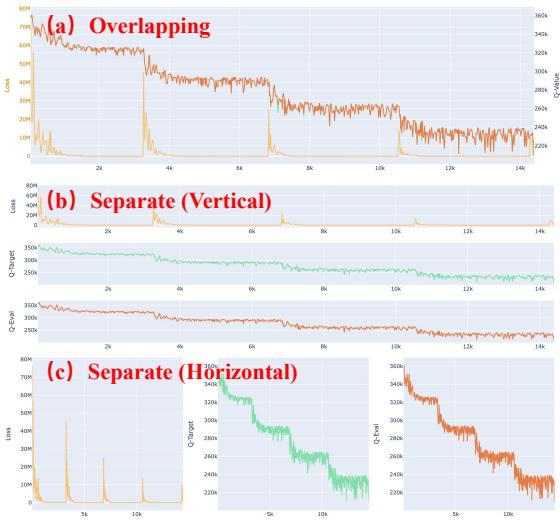 (a) Overlapping
80M
70M
60M
50M
40M
30M
20M
10M
0
Loss
360k
340k
320k
300k
280k
260k
240k
220k
Q-Value
2k 4k 6k 8k 10k 12k 14k
(b) Separate (Vertical)
Loss
80M
60M
40M
20M
0
2k 4k 6k 8k 10k 12k 14k
Q-Target
350k
300k
250k
2k 4k 6k 8k 10k 12k 14k
Q-Eval
350k
300k
250k
2k 4k 6k 8k 10k 12k 14k
(c) Separate (Horizontal)
Loss
80M
70M
60M
50M
40M
30M
20M
10M
0
5k 10k
Q-Target
360k
340k
320k
300k
280k
260k
240k
220k
5k 10k
Q-Eval
360k
340k
320k
300k
280k
260k
240k
220k
5k 10k